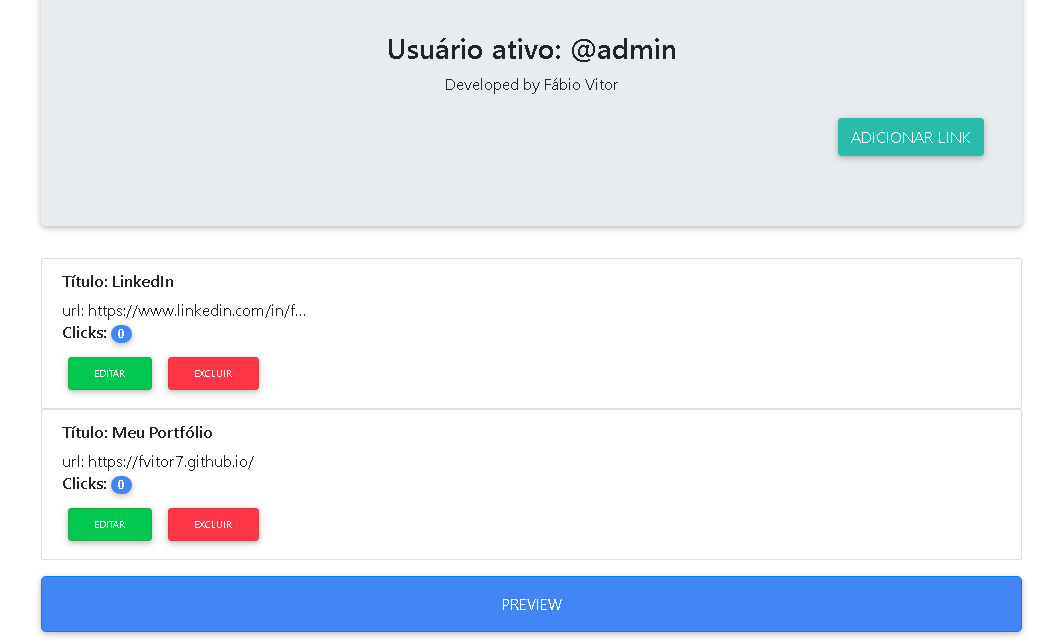 Usuário ativo: @admin
Developed by Fábio Vitor
ADICIONAR LINK
Título: LinkedIn
url: https://www.linkedin.com/in/f...
Clicks: 0
EDITAR EXCLUIR
Título: Meu Portfólio
url: https://fvitor7.github.io/
Clicks: 0
EDITAR EXCLUIR
PREVIEW